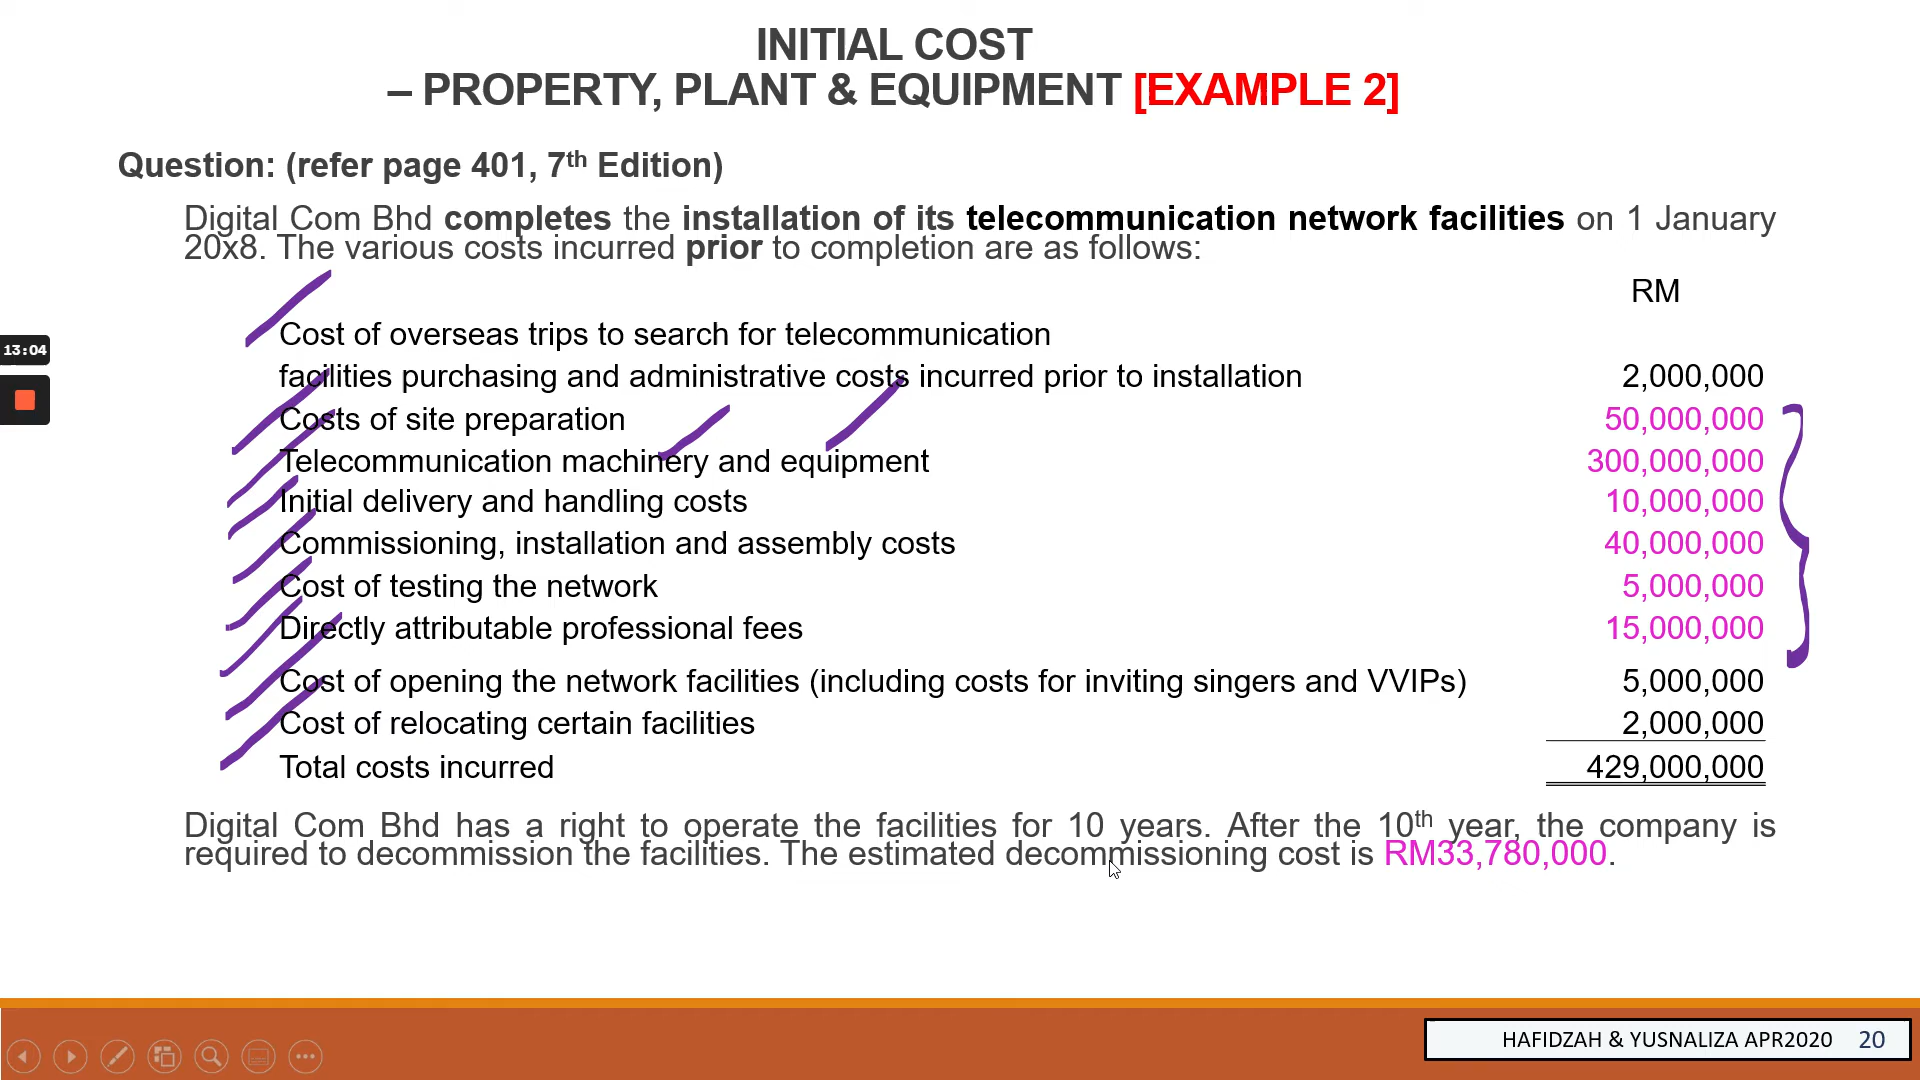 INITIAL COST
– PROPERTY, PLANT & EQUIPMENT [EXAMPLE 2]
Question: (refer page 401, 7th Edition)
Digital Com Bhd completes the installation of its telecommunication network facilities on 1 January
20x8. The various costs incurred prior to completion are as follows:
RM
Cost of overseas trips to search for telecommunication
facilities purchasing and administrative costs incurred prior to installation 2,000,000
Costs of site preparation 50,000,000
Telecommunication machinery and equipment 300,000,000
Initial delivery and handling costs 10,000,000
Commissioning, installation and assembly costs 40,000,000
Cost of testing the network 5,000,000
Directly attributable professional fees 15,000,000
Cost of opening the network facilities (including costs for inviting singers and VVIPs) 5,000,000
Cost of relocating certain facilities 2,000,000
Total costs incurred 429,000,000
Digital Com Bhd has a right to operate the facilities for 10 years. After the 10th year, the company is
required to decommission the facilities. The estimated decommissioning cost is RM33,780,000.
13:04
HAFIDZAH & YUSNALIZA APR2020 20